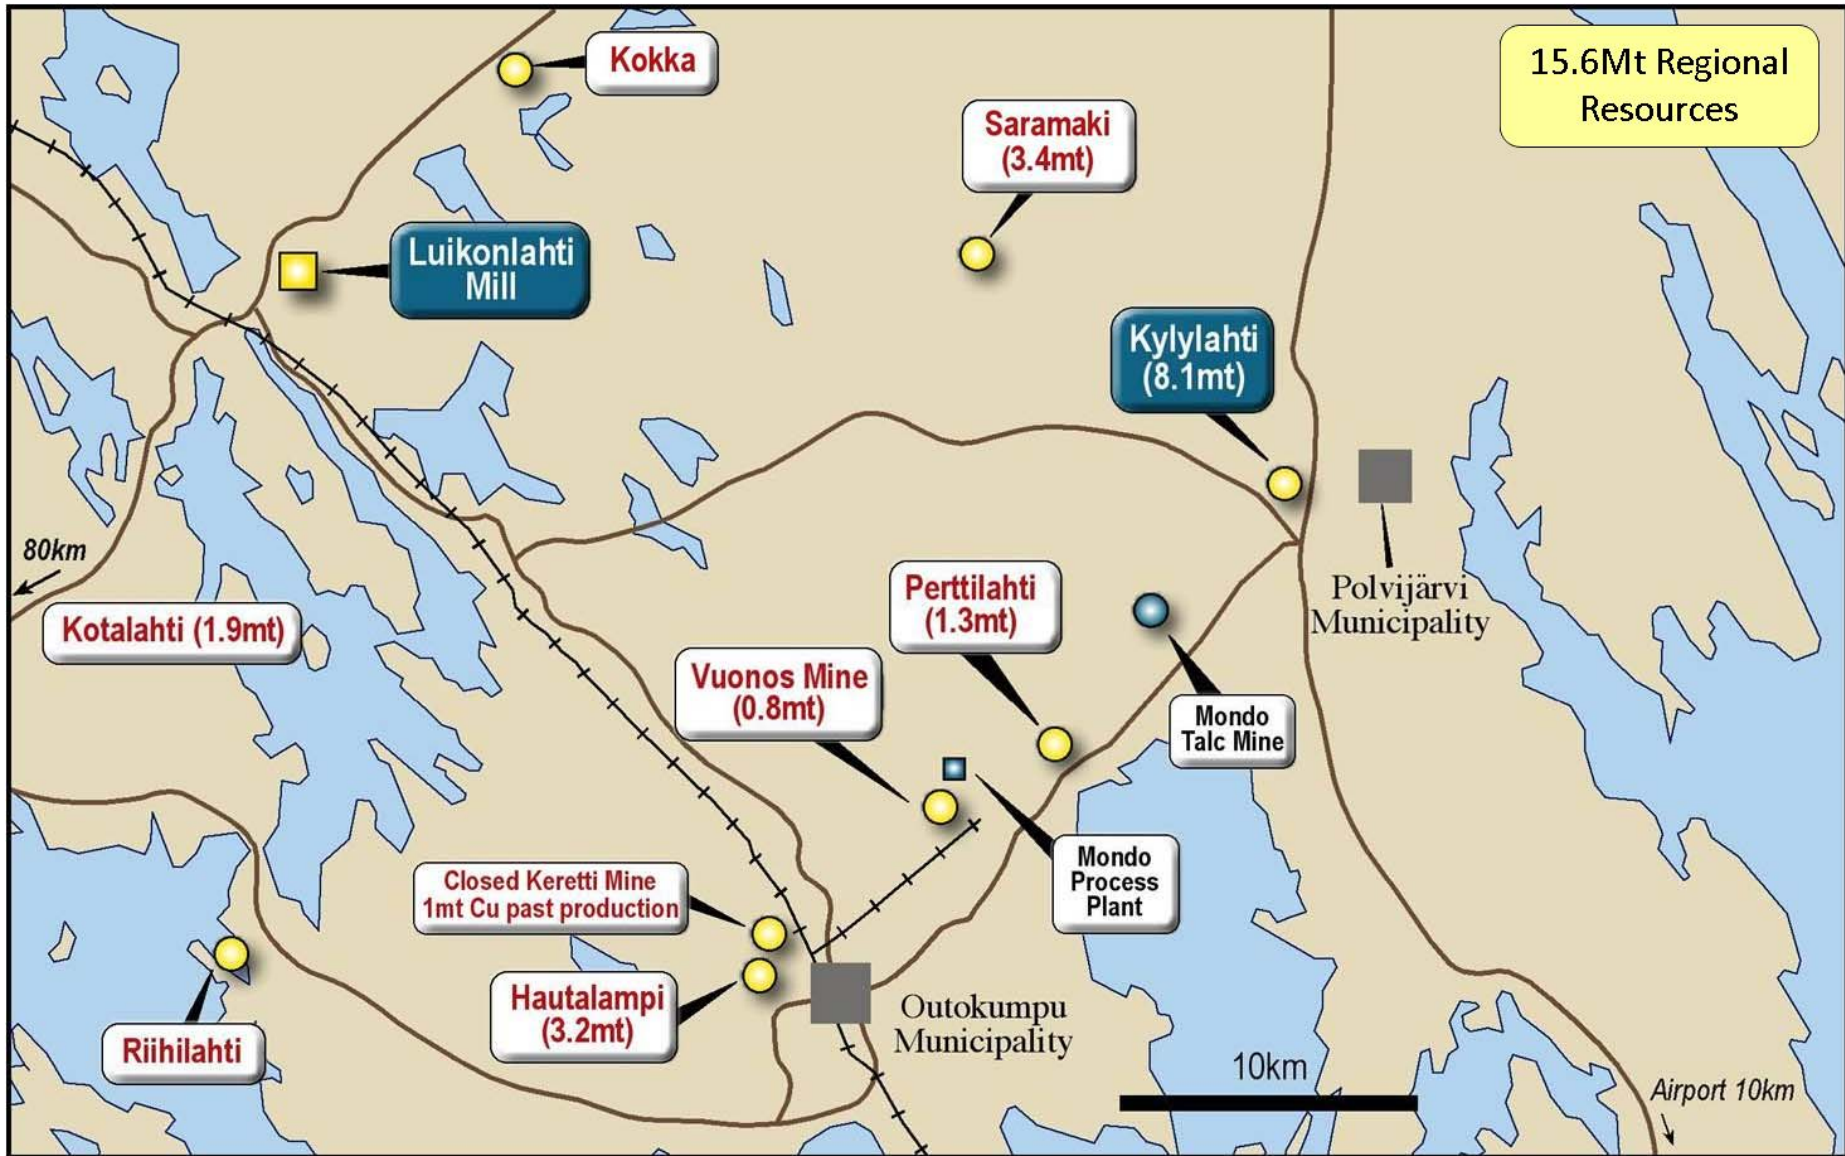 Kokka
15.6Mt Regional
Resources
Saramaki
(3.4mt)
Luikonlahti
Mill
Kylylahti
(8.1mt)
80km
Kotalahti (1.9mt)
Perttilahti
(1.3mt)
Polvijärvi
Municipality
Vuonos Mine
(0.8mt)
Mondo
Talc Mine
Mondo
Process
Plant
Closed Keretti Mine
1mt Cu past production
Hautalampi
(3.2mt)
Outokumpu
Municipality
Riihilahti
10km
Airport 10km